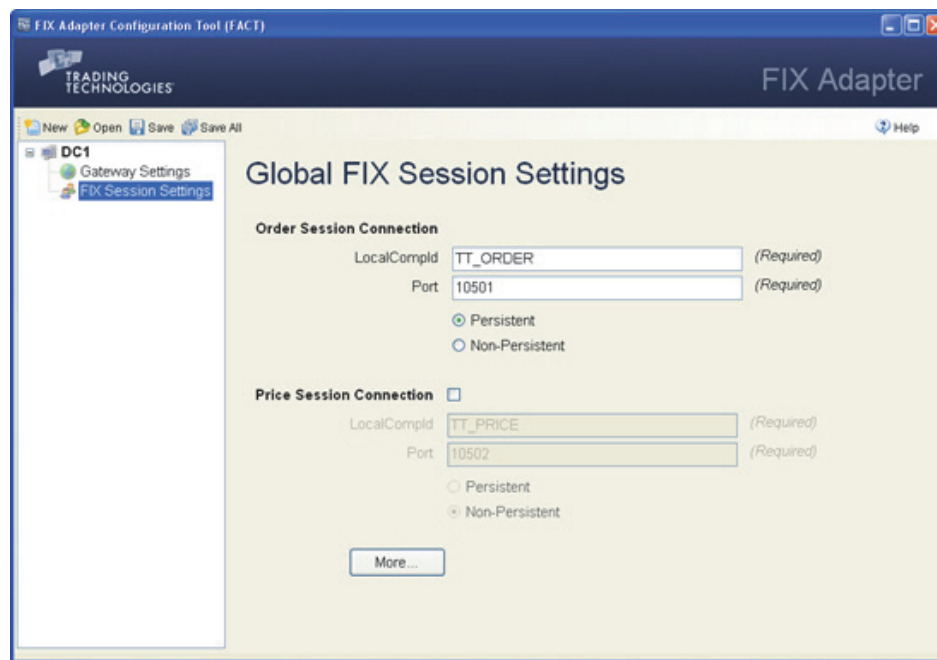 FIX Adapter Configuration Tool (FACT)
TRADING
TECHNOLOGIES
FIX Adapter
New Open Save Save All Help
DC1
Gateway Settings
FIX Session Settings
Global FIX Session Settings
Order Session Connection
LocalCompId TT_ORDER (Required)
Port 10501 (Required)
Persistent
Non-Persistent
Price Session Connection
LocalCompId TT_PRICE (Required)
Port 10502 (Required)
Persistent
Non-Persistent
More...